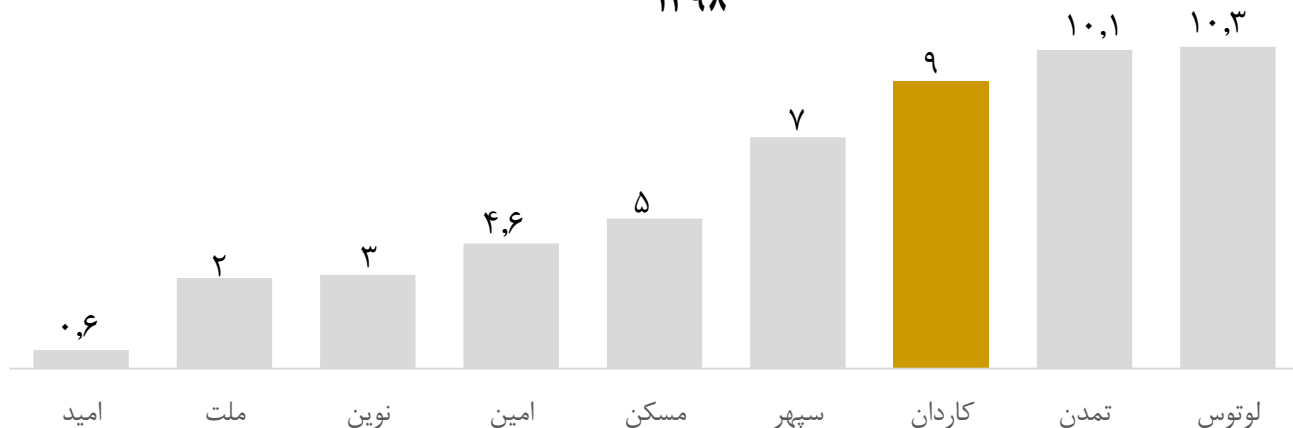 ۱۳۹۸
۱۰,۳
۱۰,۱
۹
۷
۵
۴,۶
۳
۲
۰,۶
لوتوس
تمدن
کاردان
سپهر
مسکن
امین
نوین
ملت
امید